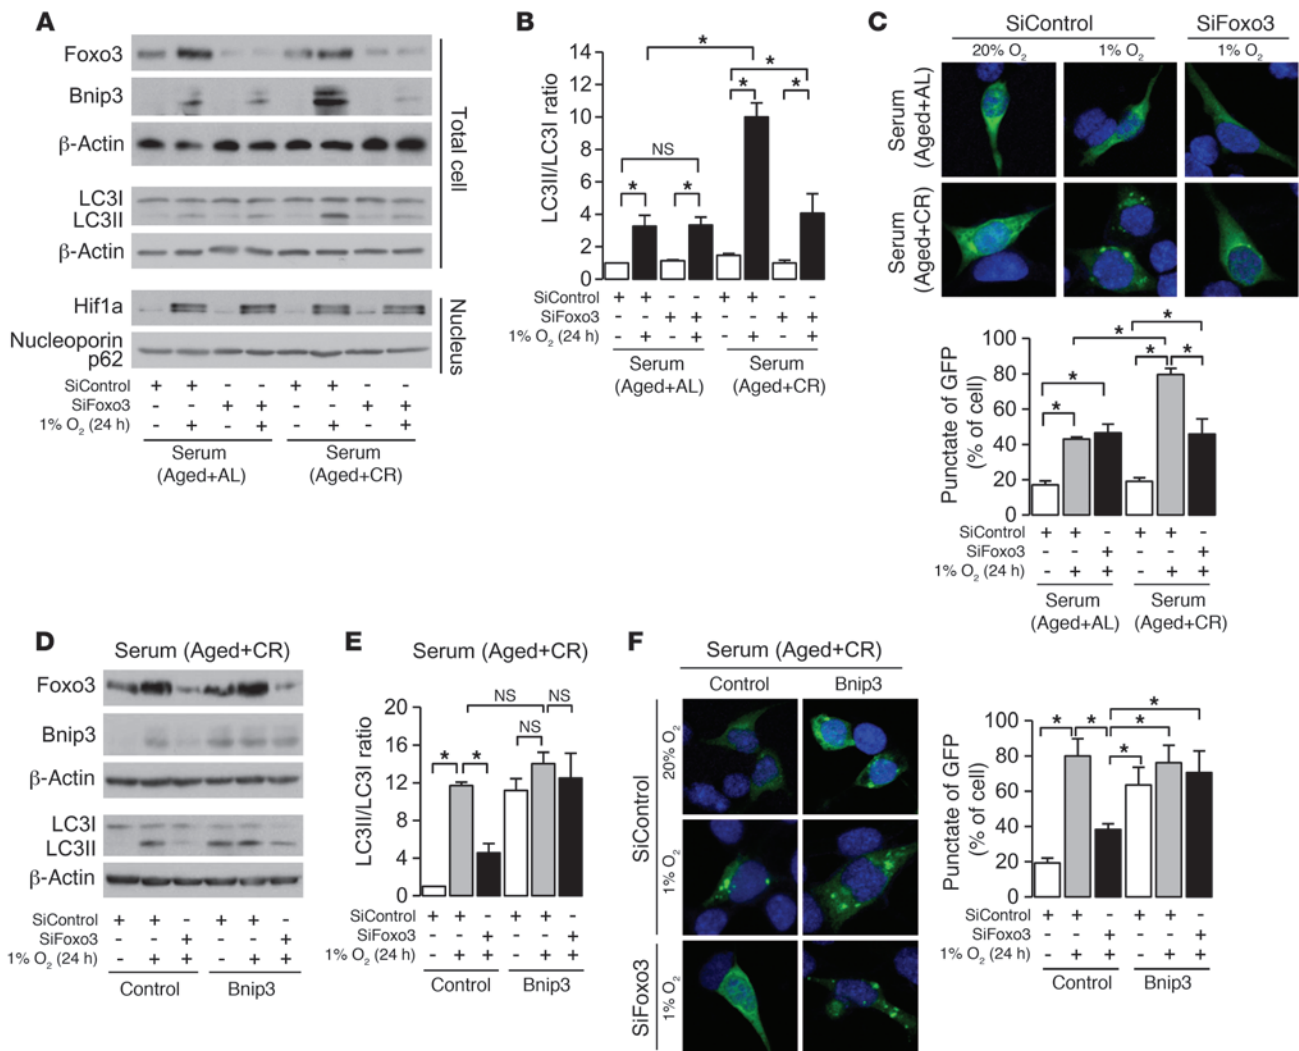 A
Foxo3
Bnip3
β-Actin
LC3I
LC3II
β-Actin
Hif1a
Nucleoporin
p62
Total cell
Nucleus
SiControl + + - - + + - -
SiFoxo3 - - + + - - + +
1% O2 (24 h) - + - + - + - +
Serum
(Aged+AL)
Serum
(Aged+CR)
B
LC3II/LC3I ratio
14
12
10
8
6
4
2
0
*
*
*
*
NS
*
*
SiControl + + - - + + - -
SiFoxo3 - - + + - - + +
1% O2 (24 h) - + - + - + - +
Serum
(Aged+AL)
Serum
(Aged+CR)
C
SiControl
SiFoxo3
20% O2
1% O2
1% O2
Serum
(Aged+AL)
Serum
(Aged+CR)
Punctate of GFP
(% of cell)
100
80
60
40
20
0
*
*
*
*
*
*
SiControl + + - + + -
SiFoxo3 - - + - - +
1% O2 (24 h) - + + - + +
Serum
(Aged+AL)
Serum
(Aged+CR)
D
Serum (Aged+CR)
Foxo3
Bnip3
β-Actin
LC3I
LC3II
β-Actin
SiControl + + - + + -
SiFoxo3 - - + - - +
1% O2 (24 h) - + + - + +
Control
Bnip3
E
Serum (Aged+CR)
LC3II/LC3I ratio
20
16
12
8
4
0
NS
NS
NS
*
*
SiControl + + - + + -
SiFoxo3 - - + - - +
1% O2 (24 h) - + + - + +
Control
Bnip3
F
Serum (Aged+CR)
Control
Bnip3
SiControl
20% O2
1% O2
SiFoxo3
1% O2
Punctate of GFP
(% of cell)
100
80
60
40
20
0
*
*
*
*
*
SiControl + + - + + -
SiFoxo3 - - + - - +
1% O2 (24 h) - + + - + +
Control
Bnip3